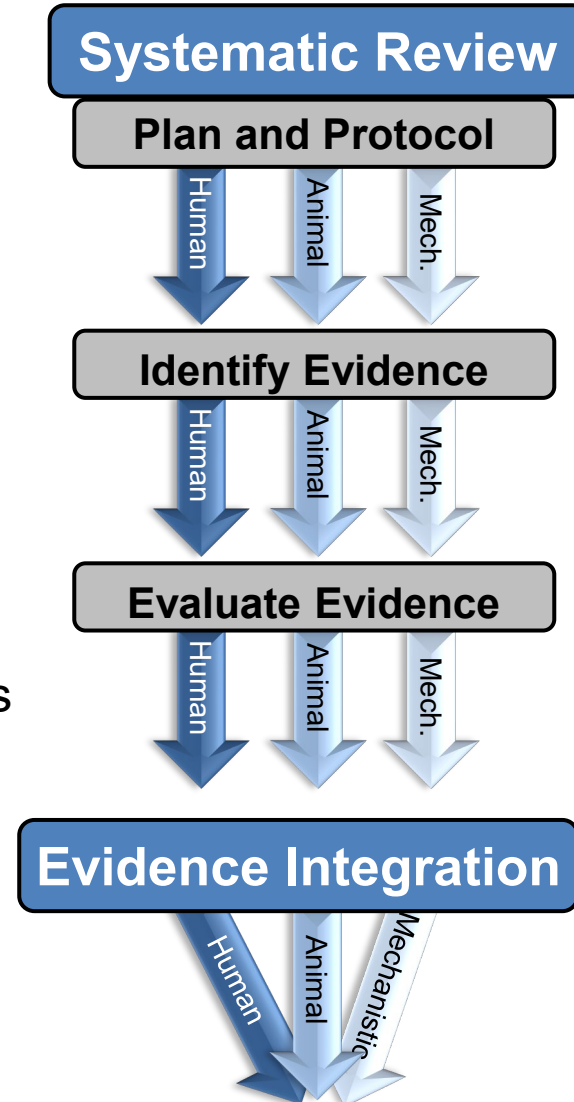 Systematic Review
Plan and Protocol
Human
Animal
Mech.
Identify Evidence
Human
Animal
Mech.
Evaluate Evidence
Human
Animal
Mech.
s
Evidence Integration
Human
Animal
Mechanistic